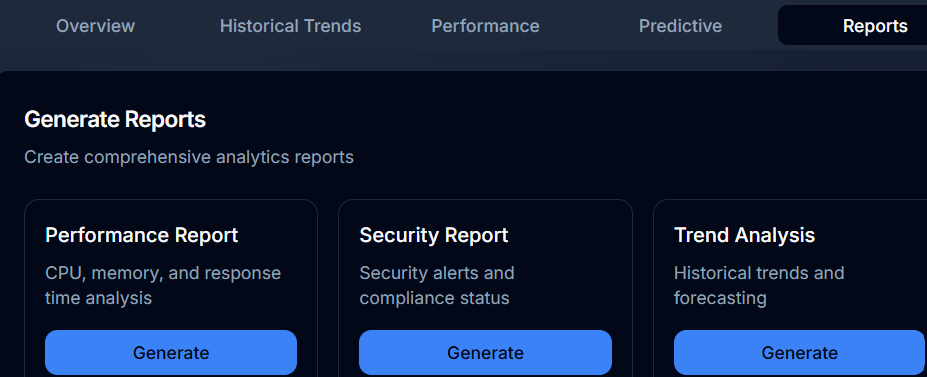 Overview Historical Trends Performance Predictive Reports
Generate Reports
Create comprehensive analytics reports
Performance Report
CPU, memory, and response
time analysis
Generate
Security Report
Security alerts and
compliance status
Generate
Trend Analysis
Historical trends and
forecasting
Generate